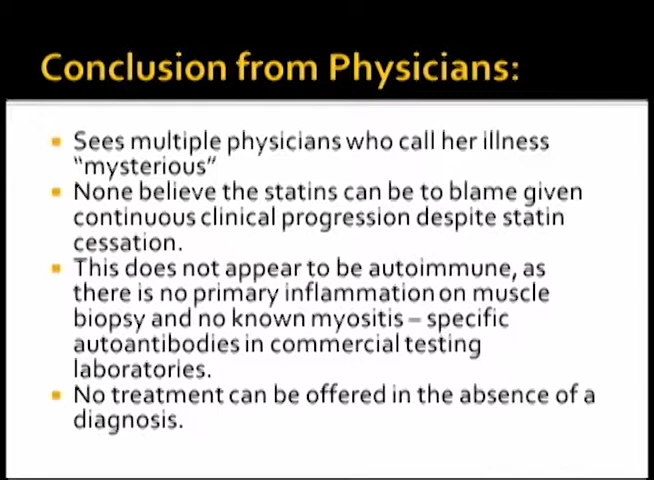 Conclusion from Physicians:
Sees multiple physicians who call her illness
"mysterious"
None believe the statins can be to blame given
continuous clinical progression despite statin
cessation.
This does not appear to be autoimmune, as
there is no primary inflammation on muscle
biopsy and no known myositis – specific
autoantibodies in commercial testing
laboratories.
No treatment can be offered in the absence of a
diagnosis.